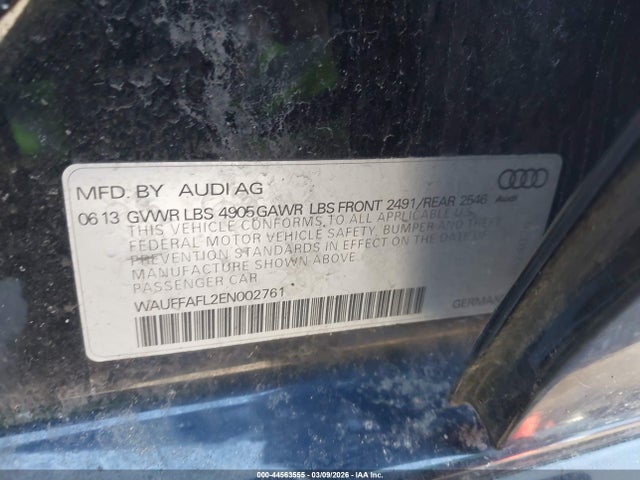 MFD. BY AUDI AG
Audi
06 13 GVWR LBS 4905 GAWR LBS FRONT 2491/REAR 2546
THIS VEHICLE CONFORMS TO ALL APPLICABLE U.S.
FEDERAL MOTOR VEHICLE SAFETY, BUMPER AND THEFT
PREVENTION STANDARDS IN EFFECT ON THE DATE OF
MANUFACTURE SHOWN ABOVE.
PASSENGER CAR
WAUFFAFL2EN002761
GERMANY
000-44563555 - 03/09/2026 - IAA Inc.